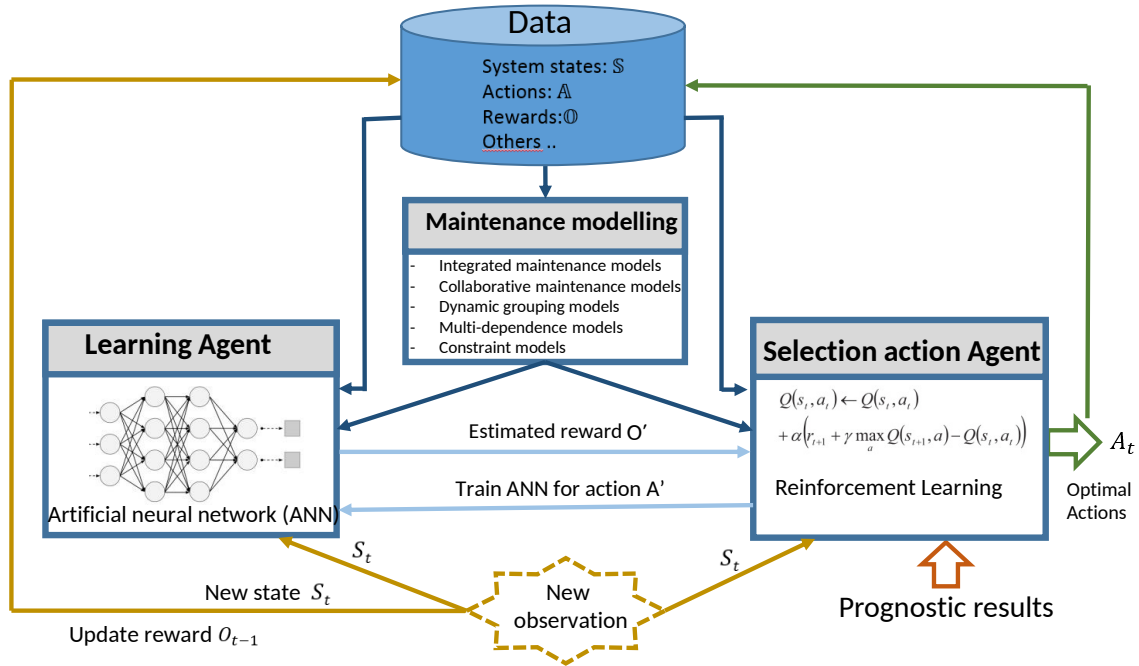 Data
System states: 𝕊
Actions: 𝔸
Rewards:𝕆
Others ..
Maintenance modelling
- Integrated maintenance models
- Collaborative maintenance models
- Dynamic grouping models
- Multi-dependence models
- Constraint models
Learning Agent
Artificial neural network (ANN)
Selection action Agent
Q(s_t, a_t) ← Q(s_t, a_t)
+ α(r_{t+1} + γ max_a Q(s_{t+1}, a) − Q(s_t, a_t))
Reinforcement Learning
Estimated reward O’
Train ANN for action A’
A_t
Optimal
Actions
S_t
S_t
New state S_t
Update reward O_{t−1}
New
observation
Prognostic results